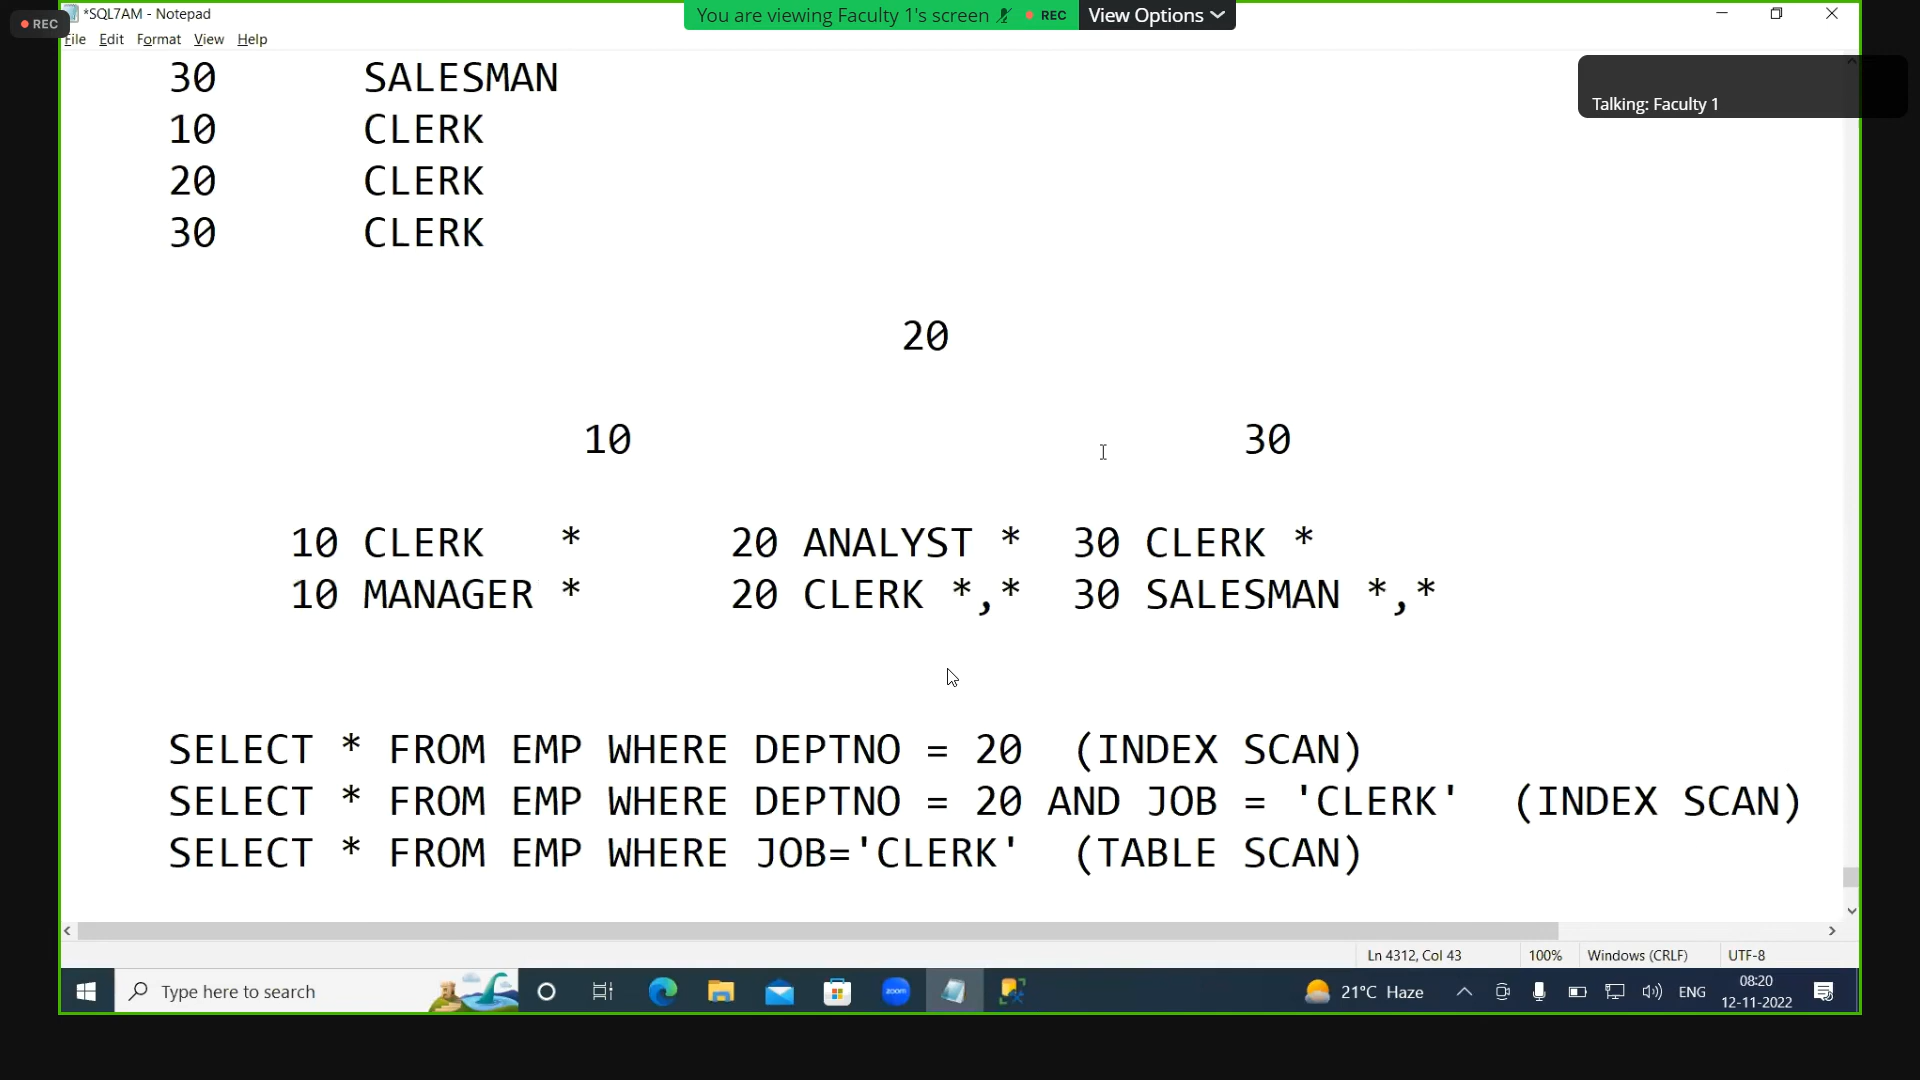 REC
*SQL7AM - Notepad
You are viewing Faculty 1's screen
REC
View Options
File Edit Format View Help
Talking: Faculty 1
30 SALESMAN
10 CLERK
20 CLERK
30 CLERK
20
10 30
10 CLERK * 20 ANALYST * 30 CLERK *
10 MANAGER * 20 CLERK *,* 30 SALESMAN *,*
SELECT * FROM EMP WHERE DEPTNO = 20 (INDEX SCAN)
SELECT * FROM EMP WHERE DEPTNO = 20 AND JOB = 'CLERK' (INDEX SCAN)
SELECT * FROM EMP WHERE JOB='CLERK' (TABLE SCAN)
Ln 4312, Col 43 100% Windows (CRLF) UTF-8
Type here to search
zoom
21°C Haze
ENG
08:20
12-11-2022